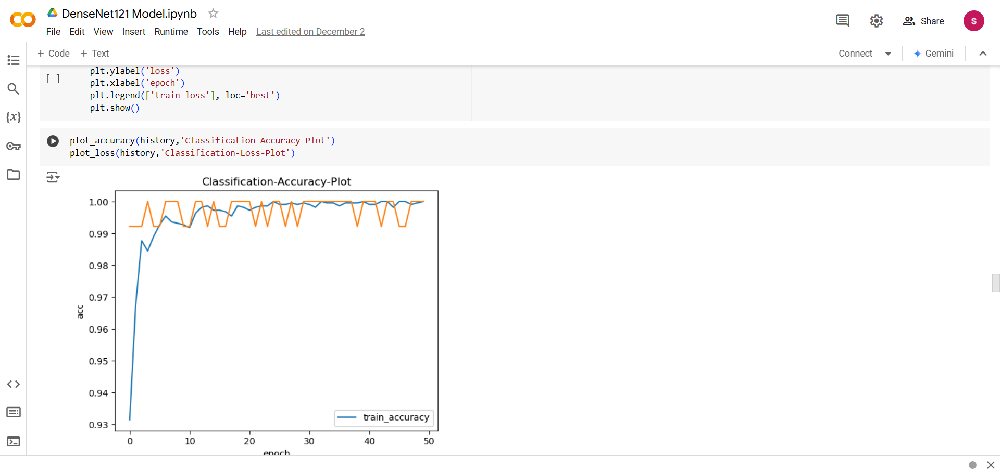 DenseNet121 Model.ipynb
File Edit View Insert Runtime Tools Help Last edited on December 2
Share
S
+ Code + Text
Connect
Gemini
[ ]
plt.ylabel('loss')
plt.xlabel('epoch')
plt.legend(['train_loss'], loc='best')
plt.show()
{x}
plot_accuracy(history,'Classification-Accuracy-Plot')
plot_loss(history,'Classification-Loss-Plot')
Classification-Accuracy-Plot
1.00
0.99
0.98
0.97
acc
0.96
0.95
0.94
0.93
train_accuracy
0 10 20 30 40 50
epoch